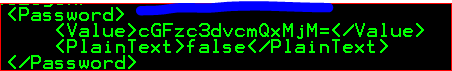 <Password>
<Value>cGFzc3dvcmQxMjM=</Value>
<PlainText>false</PlainText>
</Password>